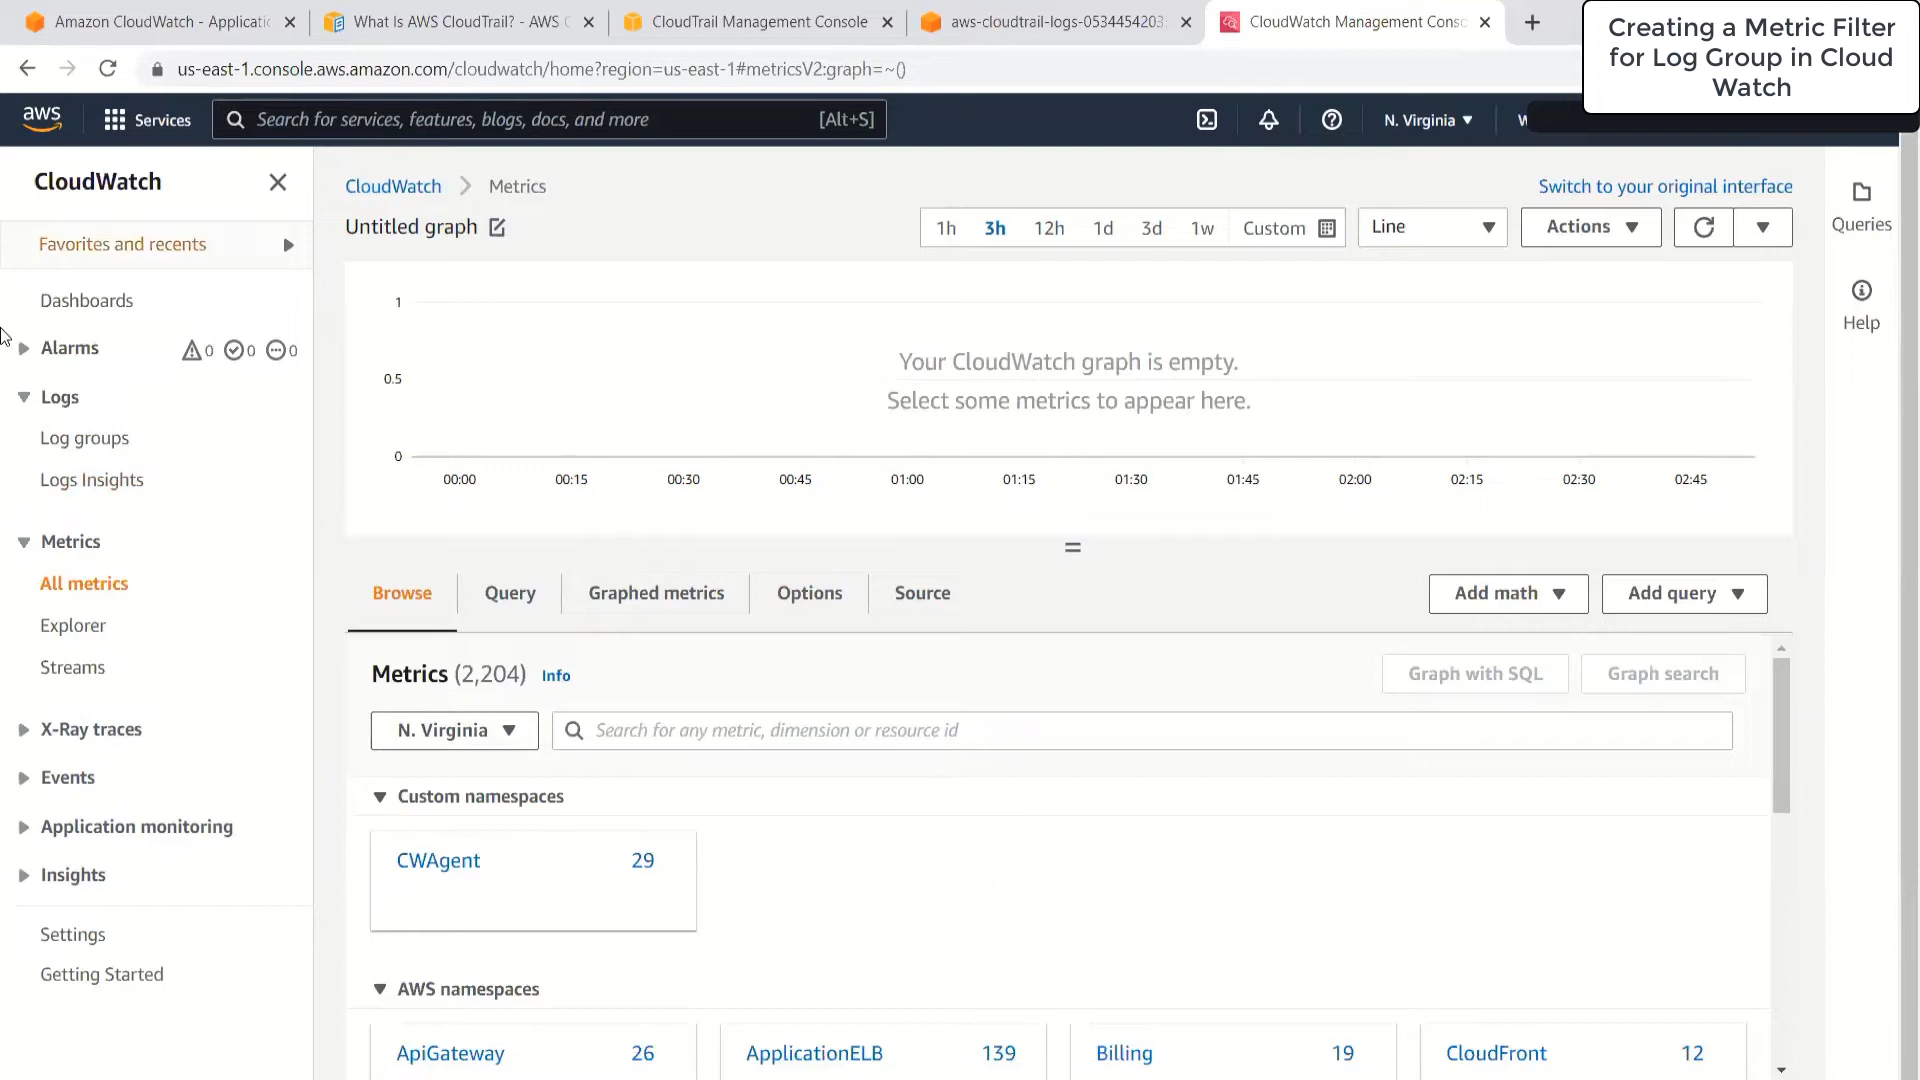 Amazon CloudWatch - Applicatic
What Is AWS CloudTrail? - AWS C
CloudTrail Management Console
aws-cloudtrail-logs-0534454203
CloudWatch Management Consc
Creating a Metric Filter
for Log Group in Cloud
Watch
us-east-1.console.aws.amazon.com/cloudwatch/home?region=us-east-1#metricsV2:graph=~()
aws
Services
Search for services, features, blogs, docs, and more
[Alt+S]
N. Virginia
CloudWatch
Favorites and recents
Dashboards
Alarms
0
0
0
Logs
Log groups
Logs Insights
Metrics
All metrics
Explorer
Streams
X-Ray traces
Events
Application monitoring
Insights
Settings
Getting Started
CloudWatch
Metrics
Switch to your original interface
Untitled graph
1h
3h
12h
1d
3d
1w
Custom
Line
Actions
Queries
Help
1
0.5
0
Your CloudWatch graph is empty.
Select some metrics to appear here.
00:00
00:15
00:30
00:45
01:00
01:15
01:30
01:45
02:00
02:15
02:30
02:45
Browse
Query
Graphed metrics
Options
Source
Add math
Add query
Metrics (2,204)
Info
Graph with SQL
Graph search
N. Virginia
Search for any metric, dimension or resource id
Custom namespaces
CWAgent
29
AWS namespaces
ApiGateway
26
ApplicationELB
139
Billing
19
CloudFront
12